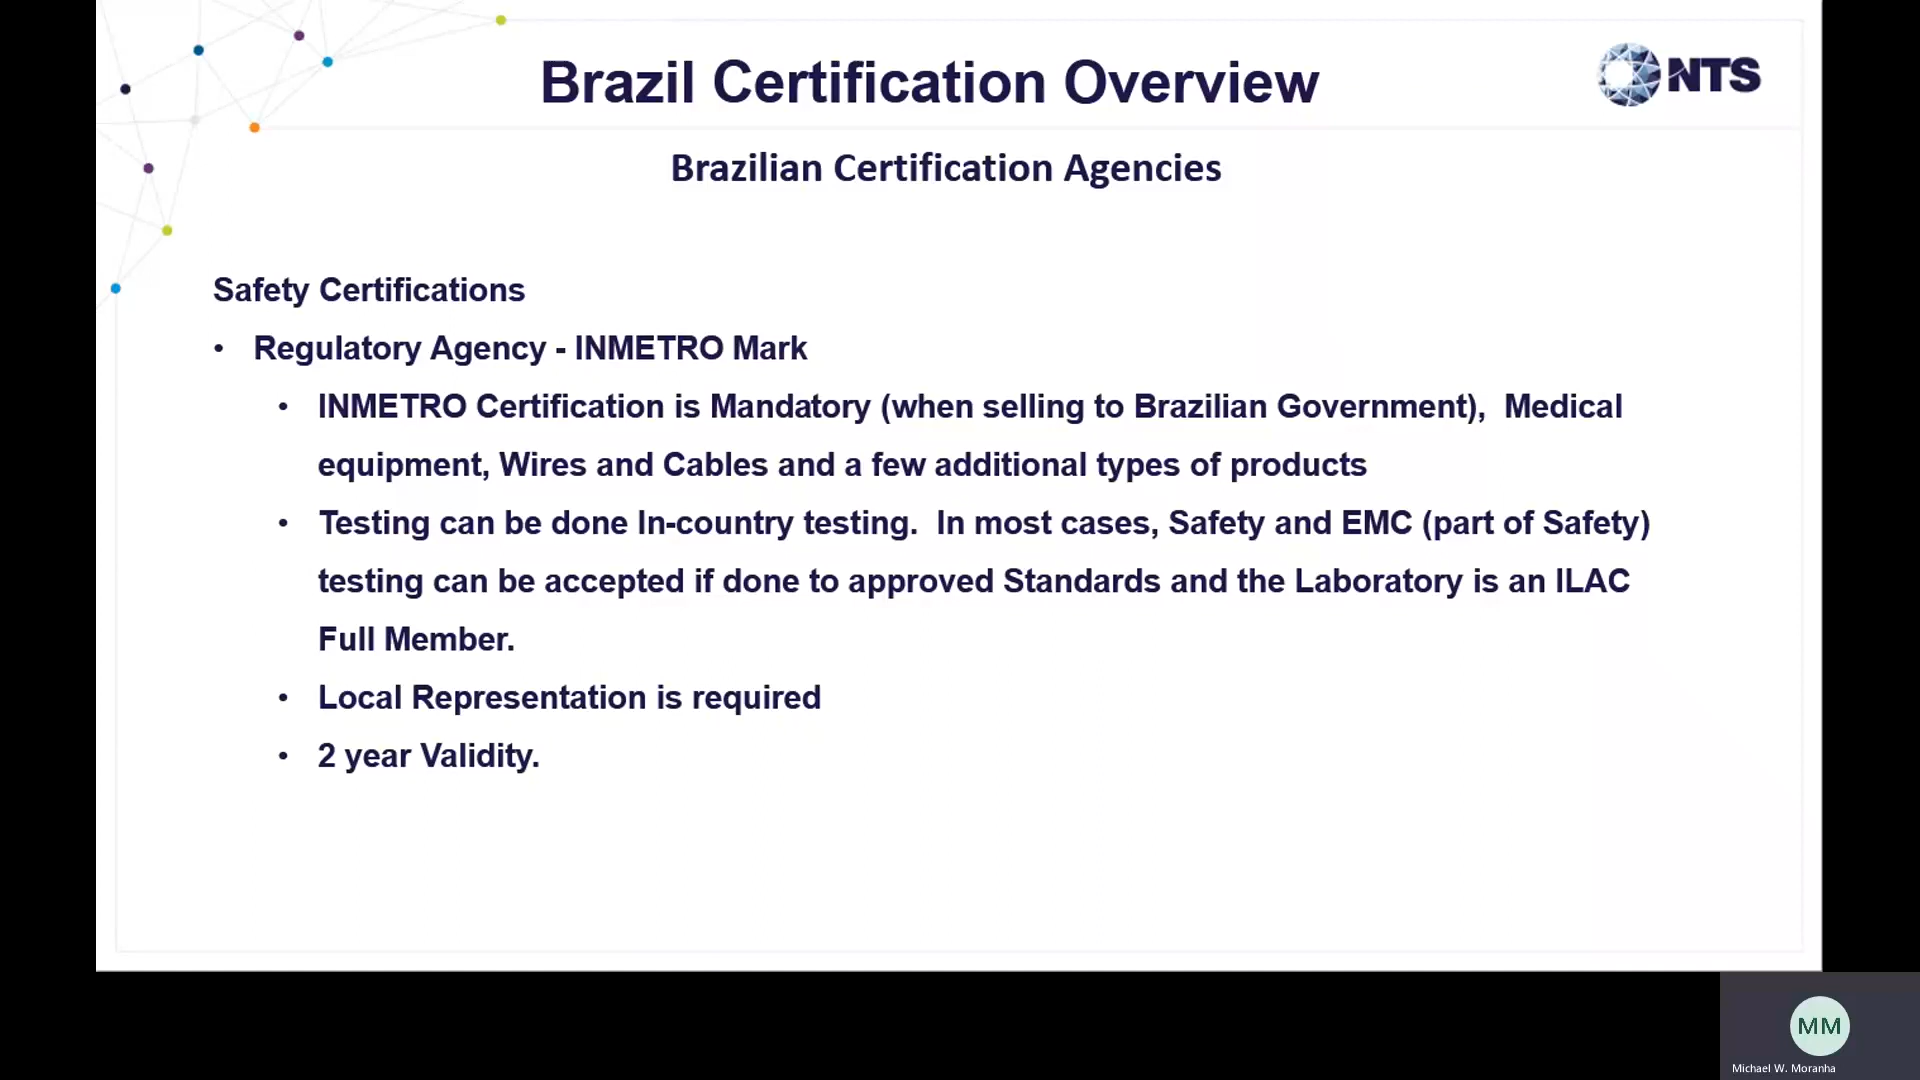 Brazil Certification Overview
NTS
Brazilian Certification Agencies
Safety Certifications
• Regulatory Agency - INMETRO Mark
• INMETRO Certification is Mandatory (when selling to Brazilian Government),  Medical
equipment, Wires and Cables and a few additional types of products
• Testing can be done In-country testing.  In most cases, Safety and EMC (part of Safety)
testing can be accepted if done to approved Standards and the Laboratory is an ILAC
Full Member.
• Local Representation is required
• 2 year Validity.
MM
Michael W. Moranha